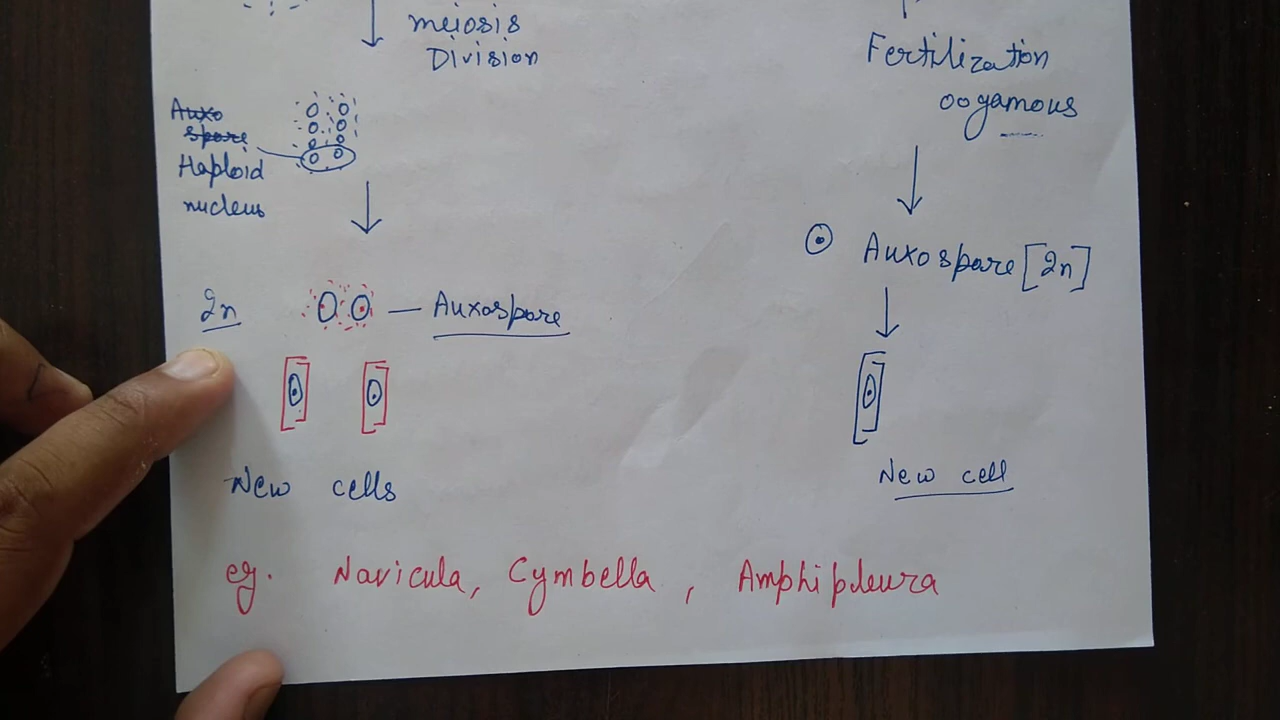 meiosis
Division
Auxo
spore
Haploid
nucleus
2n
Auxospore
New cells
Fertilization
oogamous
Auxospore [2n]
New cell
eg. Navicula, Cymbella, Amphipleura